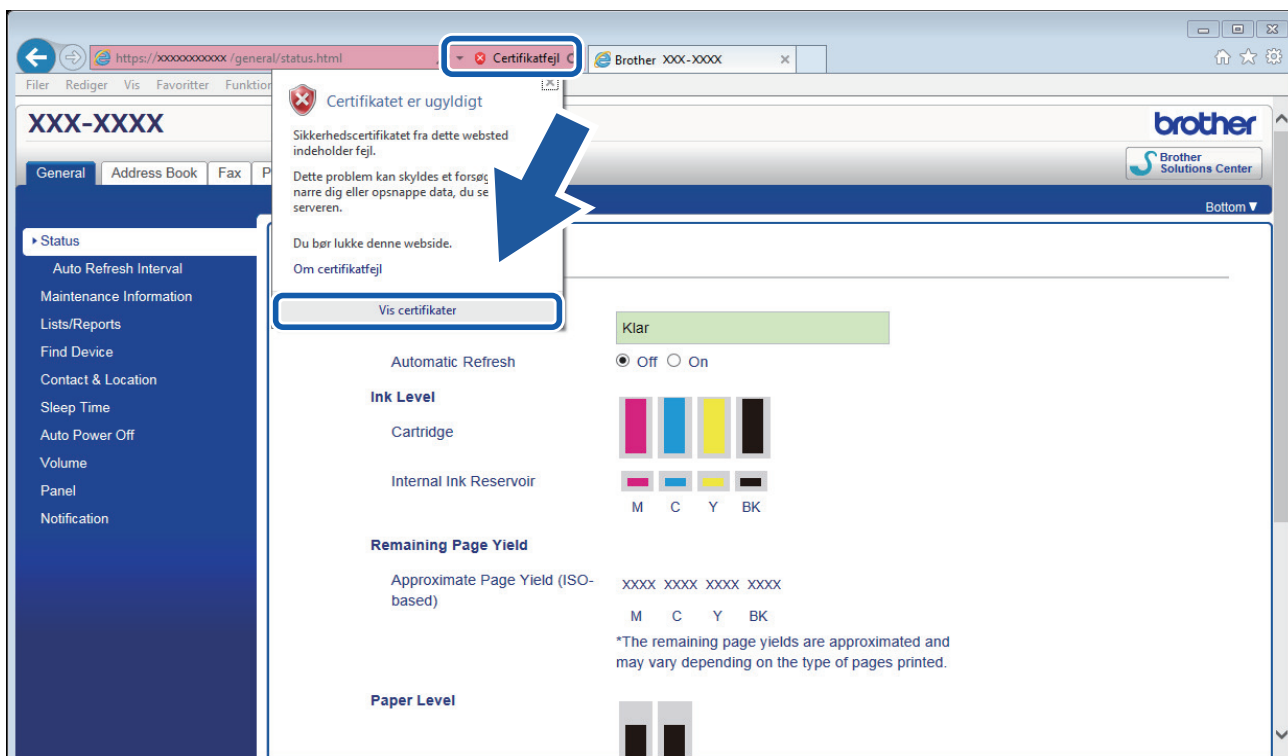 https://xxxxxxxxxxx /general/status.html
Certifikatfejl
Brother XXX-XXXX
Filer Rediger Vis Favoritter Funktion
Certifikatet er ugyldigt
Sikkerhedscertifikatet fra dette websted
indeholder fejl.
Dette problem kan skyldes et forsøg
narre dig eller opsnappe data, du se
serveren.
Du bør lukke denne webside.
Om certifikatfejl
Vis certifikater
XXX-XXXX
brother
General Address Book Fax P
Brother
Solutions Center
Bottom▼
Status
Auto Refresh Interval
Maintenance Information
Lists/Reports
Find Device
Contact & Location
Sleep Time
Auto Power Off
Volume
Panel
Notification
Klar
Automatic Refresh Off On
Ink Level
Cartridge
Internal Ink Reservoir
M C Y BK
Remaining Page Yield
Approximate Page Yield (ISO-
based)
XXXX XXXX XXXX XXXX
M C Y BK
*The remaining page yields are approximated and
may vary depending on the type of pages printed.
Paper Level